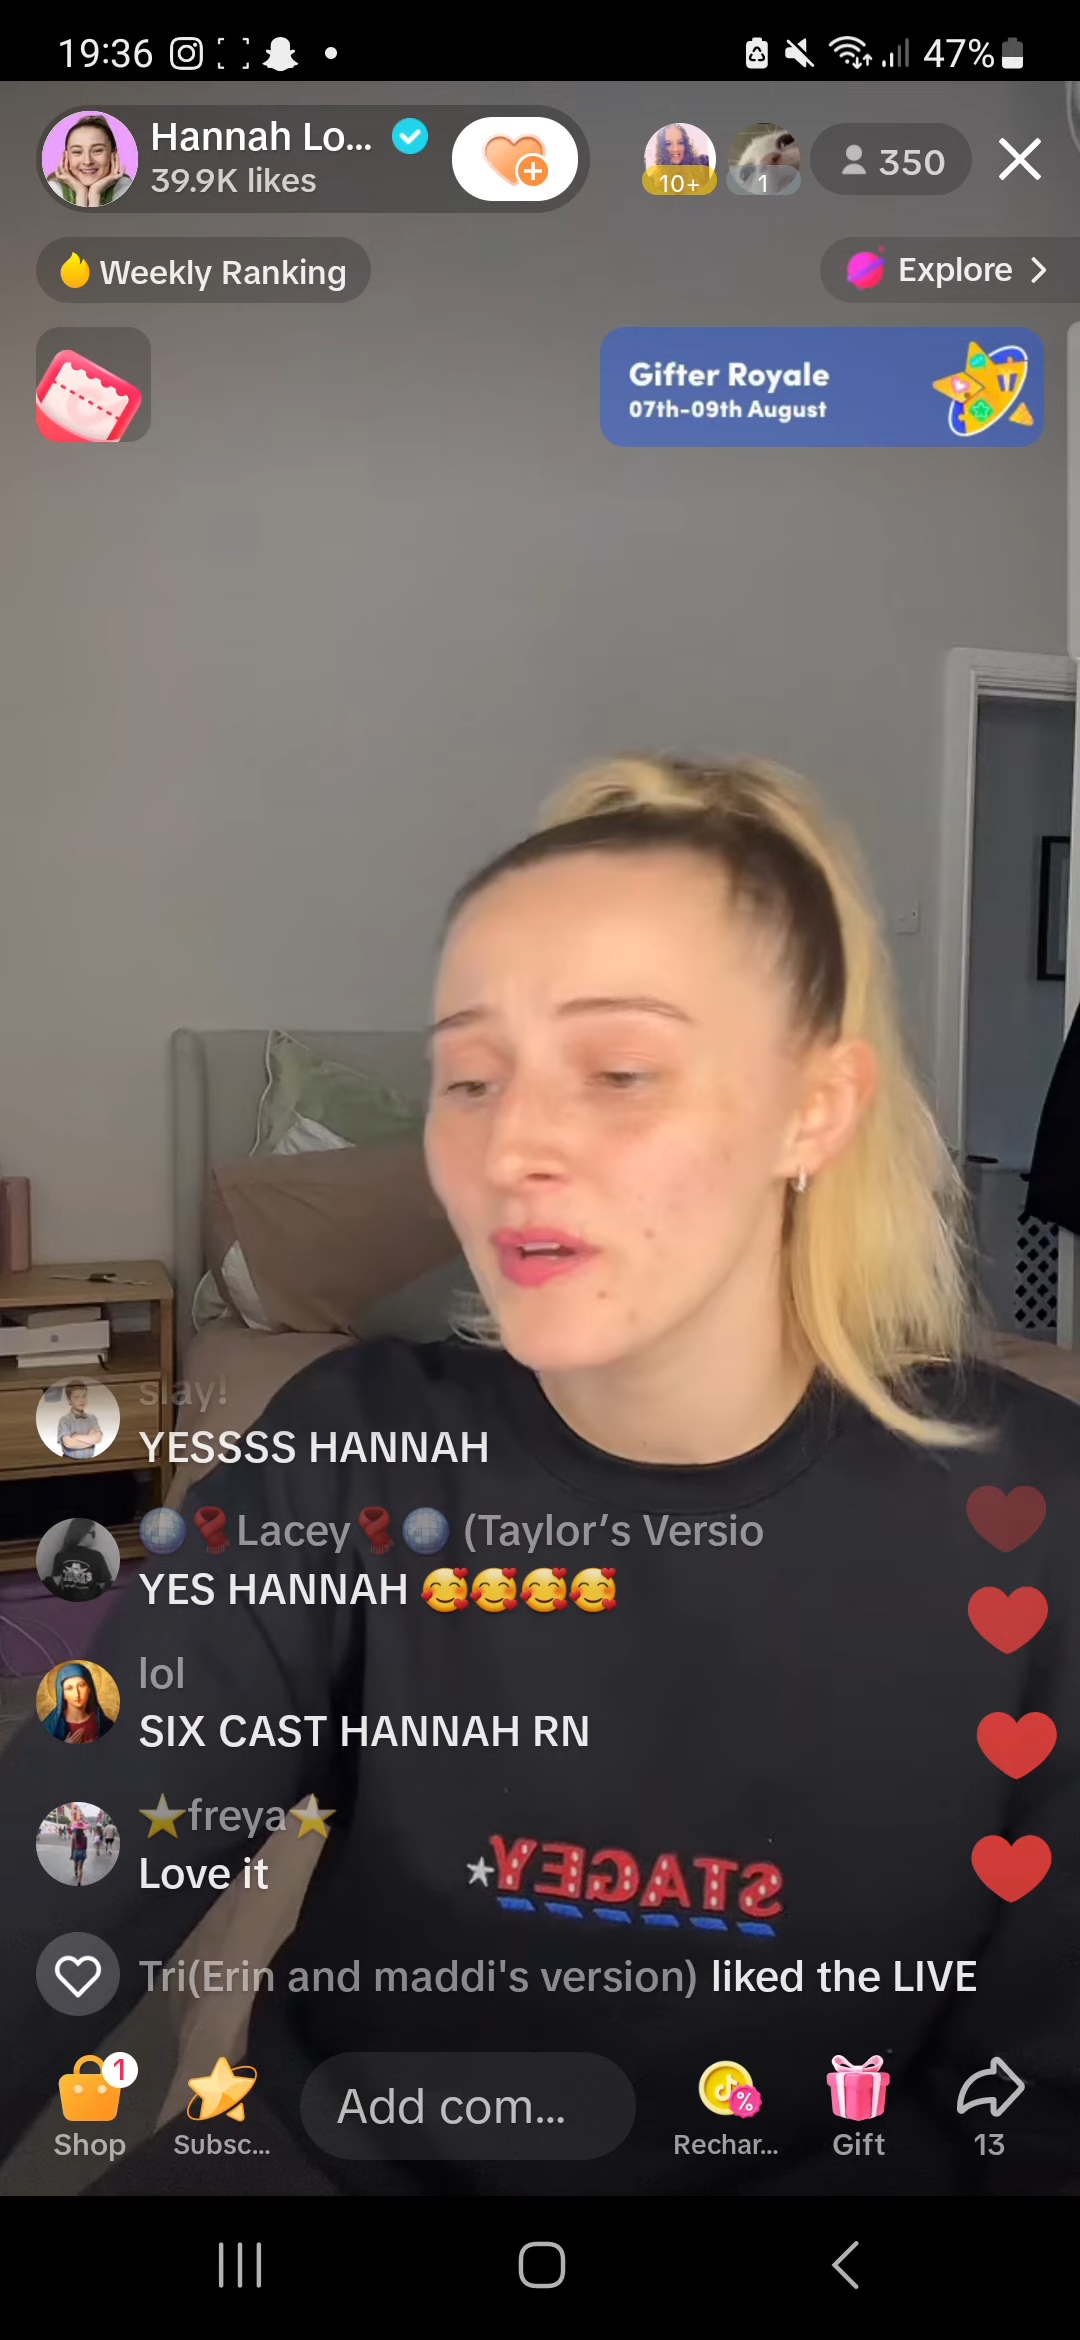 19:36
47%
Hannah Lo...
39.9K likes
10+
1
350
Weekly Ranking
Explore
Gifter Royale
07th-09th August
slay!
YESSSS HANNAH
🪩🧣Lacey🧣🪩 (Taylor’s Versio
YES HANNAH 🥰🥰🥰🥰
lol
SIX CAST HANNAH RN
⭐freya⭐
Love it
STAGEY
Tri(Erin and maddi's version) liked the LIVE
1
Add com...
%
Shop
Subsc...
Rechar...
Gift
13